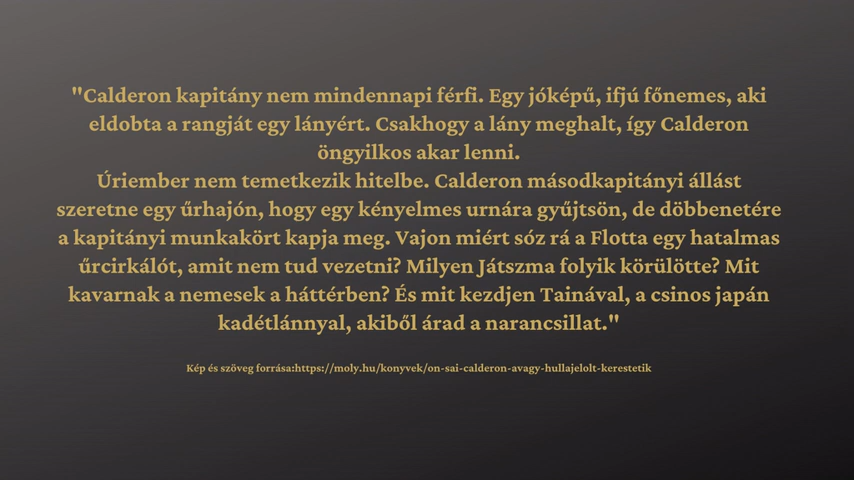 "Calderon kapitány nem mindennapi férfi. Egy jóképű, ifjú főnemes, aki
eldobta a rangját egy lányért. Csakhogy a lány meghalt, így Calderon
öngyilkos akar lenni.
Úriember nem temetkezik hitelbe. Calderon másodkapitányi állást
szeretne egy űrhajón, hogy egy kényelmes urnára gyűjtsön, de döbbenetére
a kapitányi munkakört kapja meg. Vajon miért sóz rá a Flotta egy hatalmas
űrcirkálót, amit nem tud vezetni? Milyen Játszma folyik körülötte? Mit
kavarnak a nemesek a háttérben? És mit kezdjen Tainával, a csinos japán
kadétlánnyal, akiből árad a narancsillat."
Kép és szöveg forrása:https://moly.hu/konyvek/on-sai-calderon-avagy-hullajelolt-kerestetik